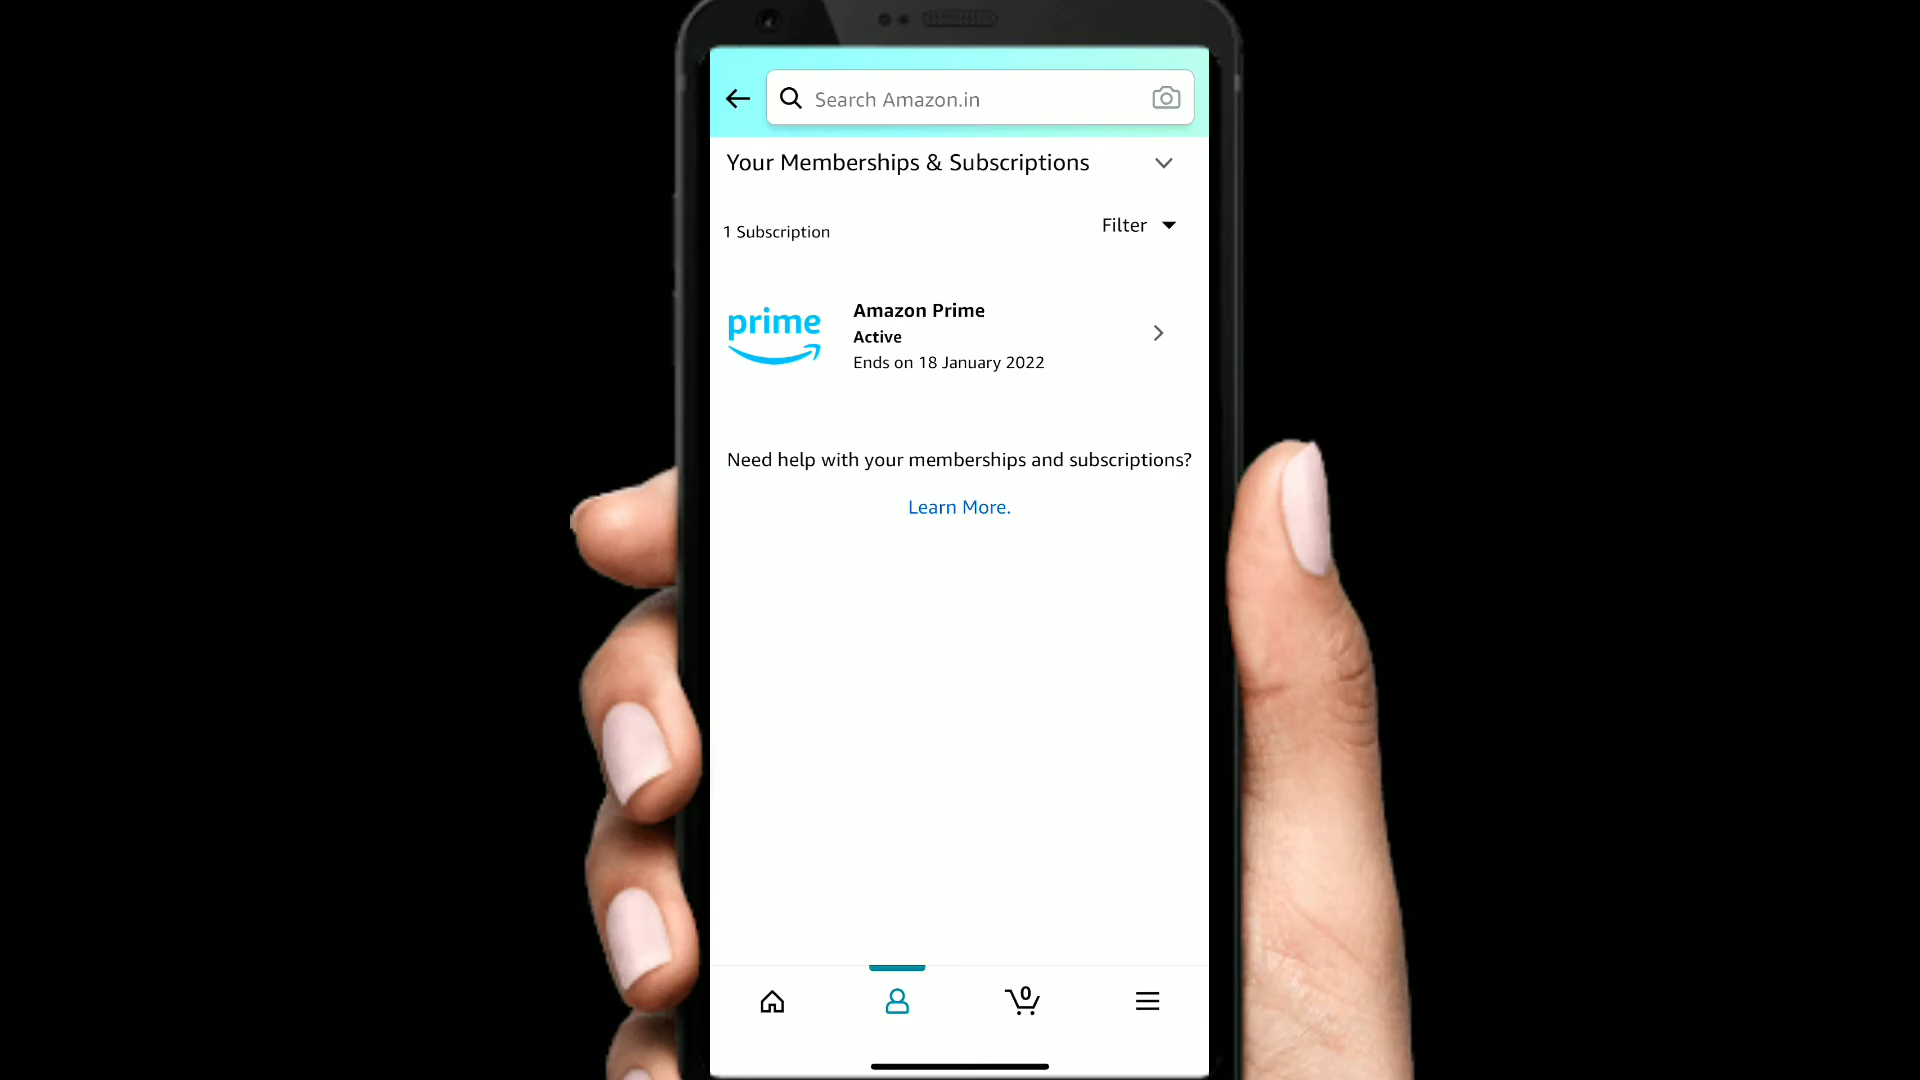 Search Amazon.in
Your Memberships & Subscriptions
1 Subscription
Filter
prime
Amazon Prime
Active
Ends on 18 January 2022
Need help with your memberships and subscriptions?
Learn More.
0